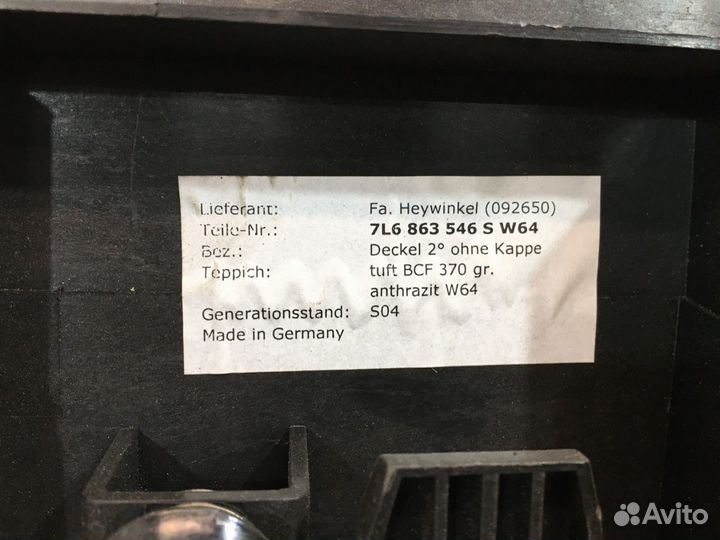 Lieferant: Fa. Heywinkel (092650)
Teile-Nr.: 7L6 863 546 S W64
Bez.: Deckel 2° ohne Kappe
Teppich: tuft BCF 370 gr.
anthrazit W64
Generationsstand: S04
Made in Germany
Avito